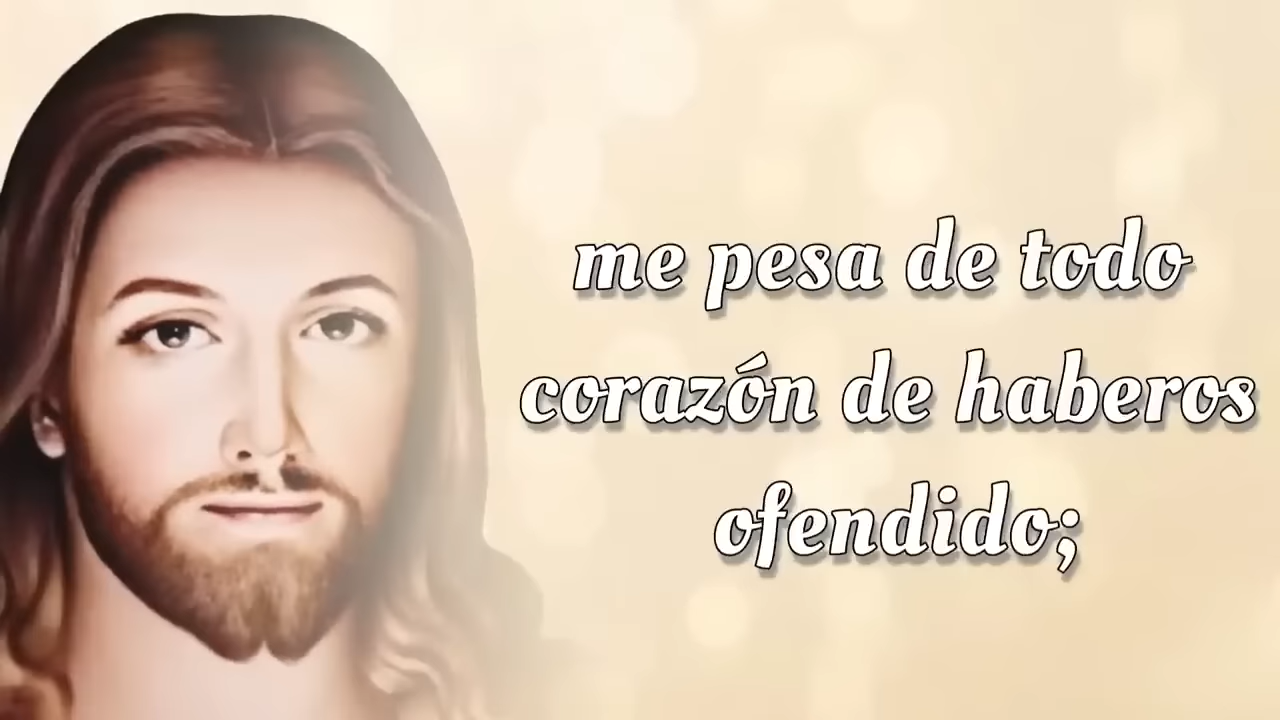 me pesa de todo
corazón de haberos
ofendido;